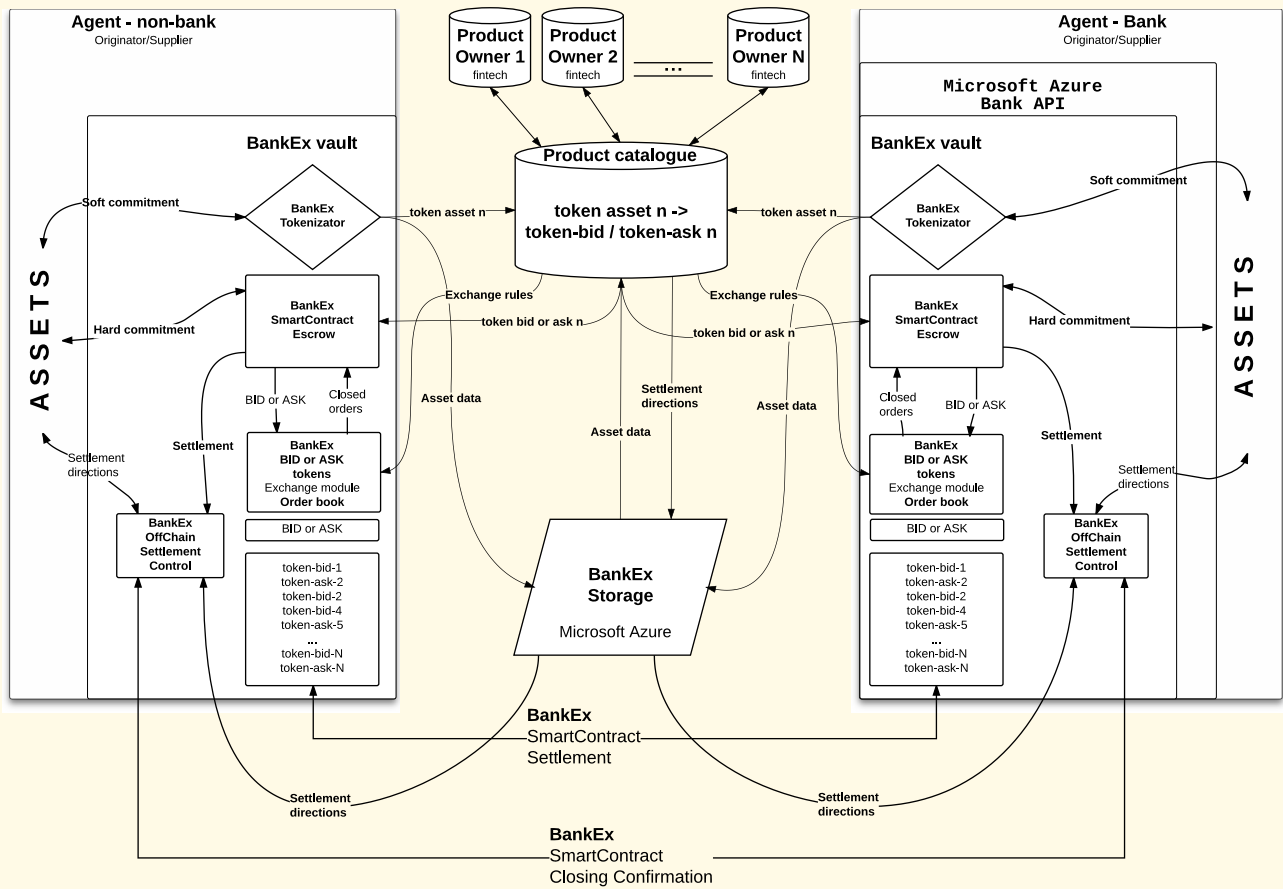 Agent - non-bank
Originator/Supplier
Product
Owner 1
fintech
Product
Owner 2
fintech
...
Product
Owner N
fintech
Agent - Bank
Originator/Supplier
Microsoft Azure
Bank API
BankEx vault
Product catalogue
BankEx vault
Soft commitment
BankEx
Tokenizator
token asset n
token asset n ->
token-bid / token-ask n
token asset n
BankEx
Tokenizator
Soft commitment
ASSETS
ASSETS
Hard commitment
BankEx
SmartContract
Escrow
Exchange rules
token bid or ask n
Exchange rules
token bid or ask n
BankEx
SmartContract
Escrow
Hard commitment
BID or ASK
Closed
orders
Asset data
Asset data
Settlement
directions
Asset data
Closed
orders
BID or ASK
Settlement
Settlement
Settlement
directions
BankEx
BID or ASK
tokens
Exchange module
Order book
BankEx
BID or ASK
tokens
Exchange module
Order book
Settlement
directions
BankEx
OffChain
Settlement
Control
BID or ASK
BID or ASK
BankEx
OffChain
Settlement
Control
token-bid-1
token-ask-2
token-bid-2
token-bid-4
token-ask-5
...
token-bid-N
token-ask-N
BankEx
Storage
Microsoft Azure
token-bid-1
token-ask-2
token-bid-2
token-bid-4
token-ask-5
...
token-bid-N
token-ask-N
BankEx
SmartContract
Settlement
Settlement
directions
Settlement
directions
BankEx
SmartContract
Closing Confirmation